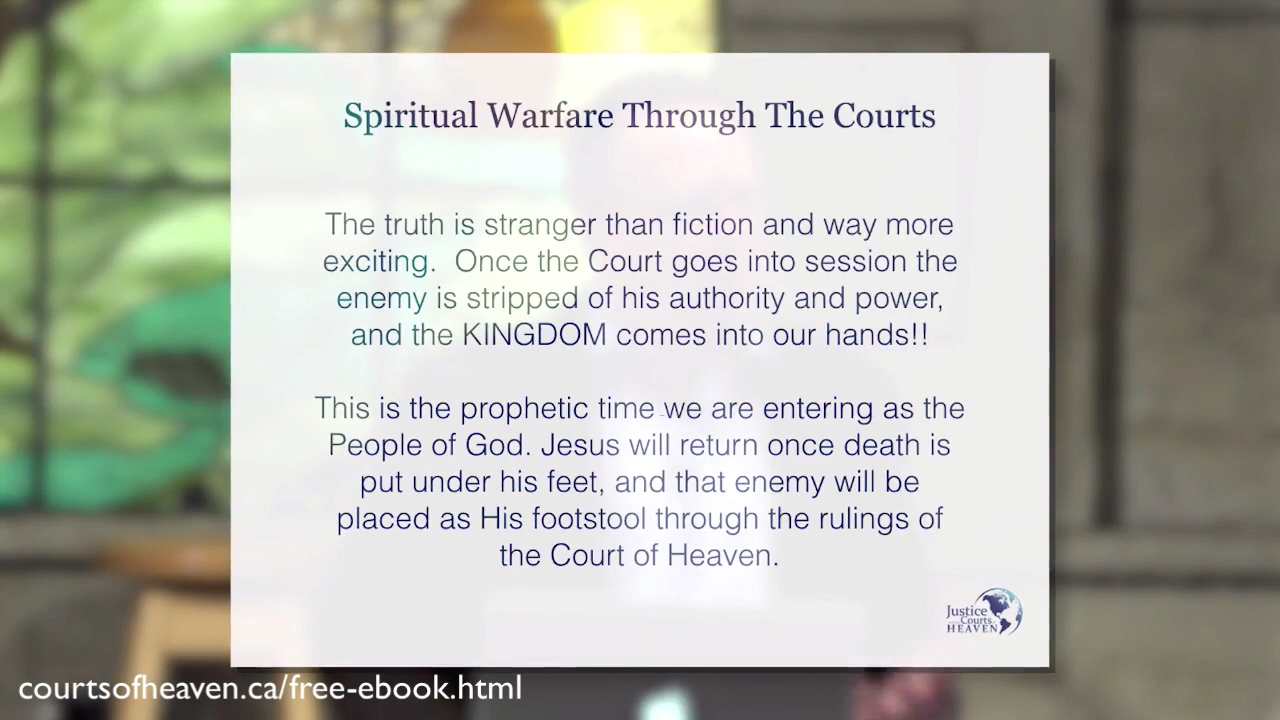 Spiritual Warfare Through The Courts
The truth is stranger than fiction and way more
exciting.  Once the Court goes into session the
enemy is stripped of his authority and power,
and the KINGDOM comes into our hands!!
This is the prophetic time we are entering as the
People of God. Jesus will return once death is
put under his feet, and that enemy will be
placed as His footstool through the rulings of
the Court of Heaven.
Justice
Courts
HEAVEN
courtsofheaven.ca/free-ebook.html